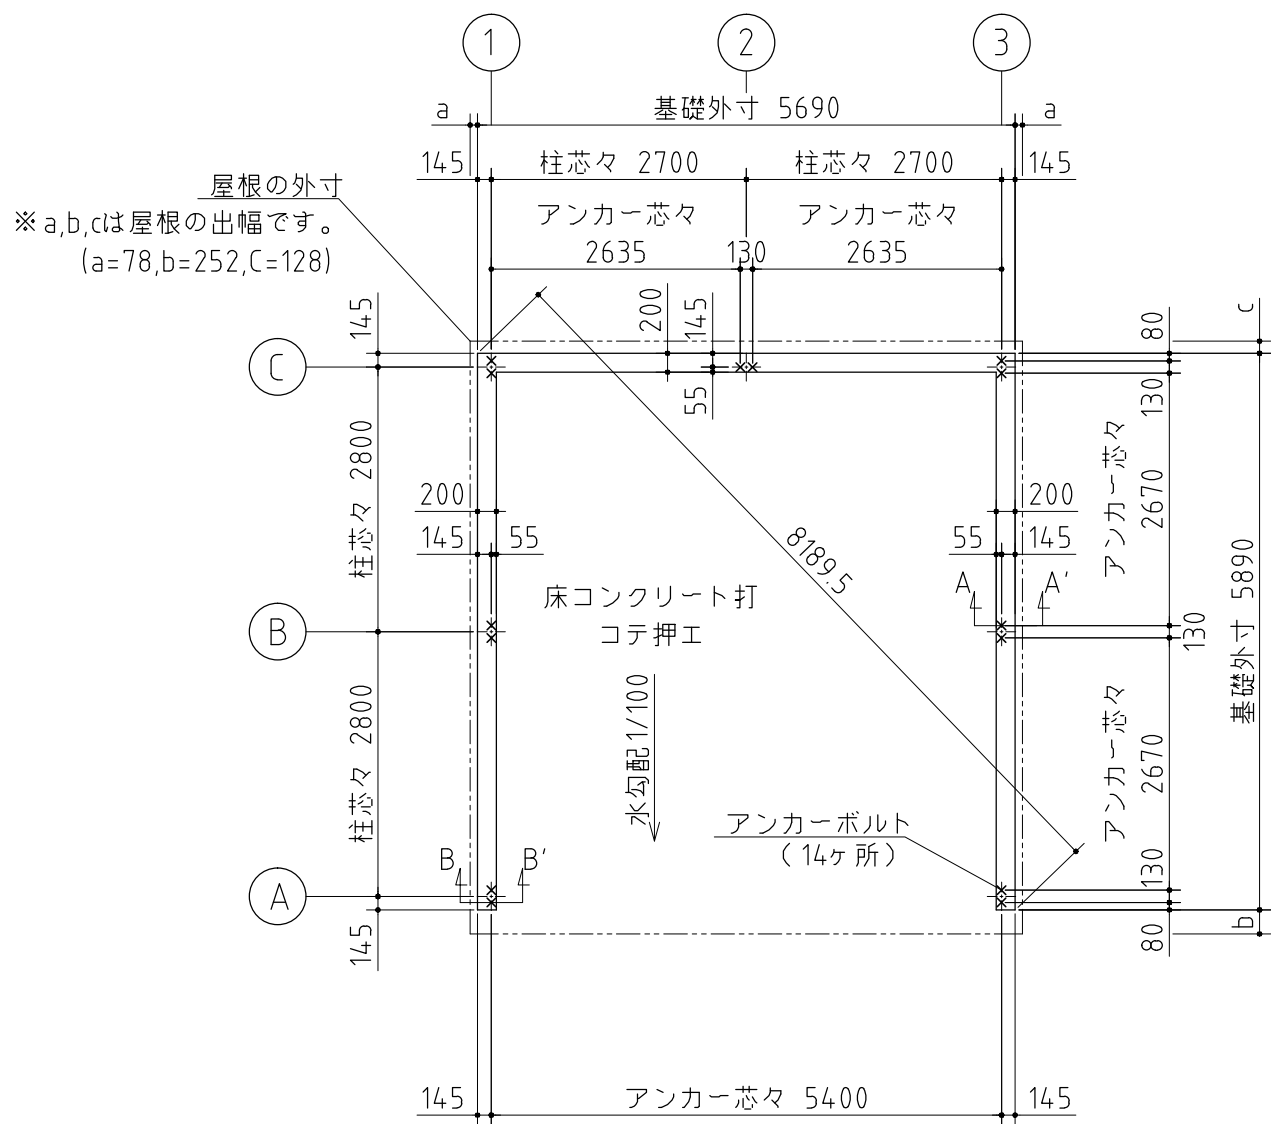 1
2
3
a
基礎外寸 5690
a
145
柱芯々 2700
柱芯々 2700
145
屋根の外寸
※a,b,cは屋根の出幅です。
(a=78,b=252,C=128)
アンカー芯々
アンカー芯々
2635
130
2635
145
200
145
c
80
C
55
130
柱芯々 2800
アンカー芯々
2670
200
200
145
55
55
145
8189.5
床コンクリート打
コテ押エ
A
A'
B
130
基礎外寸 5890
水勾配1/100
柱芯々 2800
アンカー芯々
2670
アンカーボルト
(14ヶ所)
B
B'
130
A
145
80
b
145
アンカー芯々 5400
145